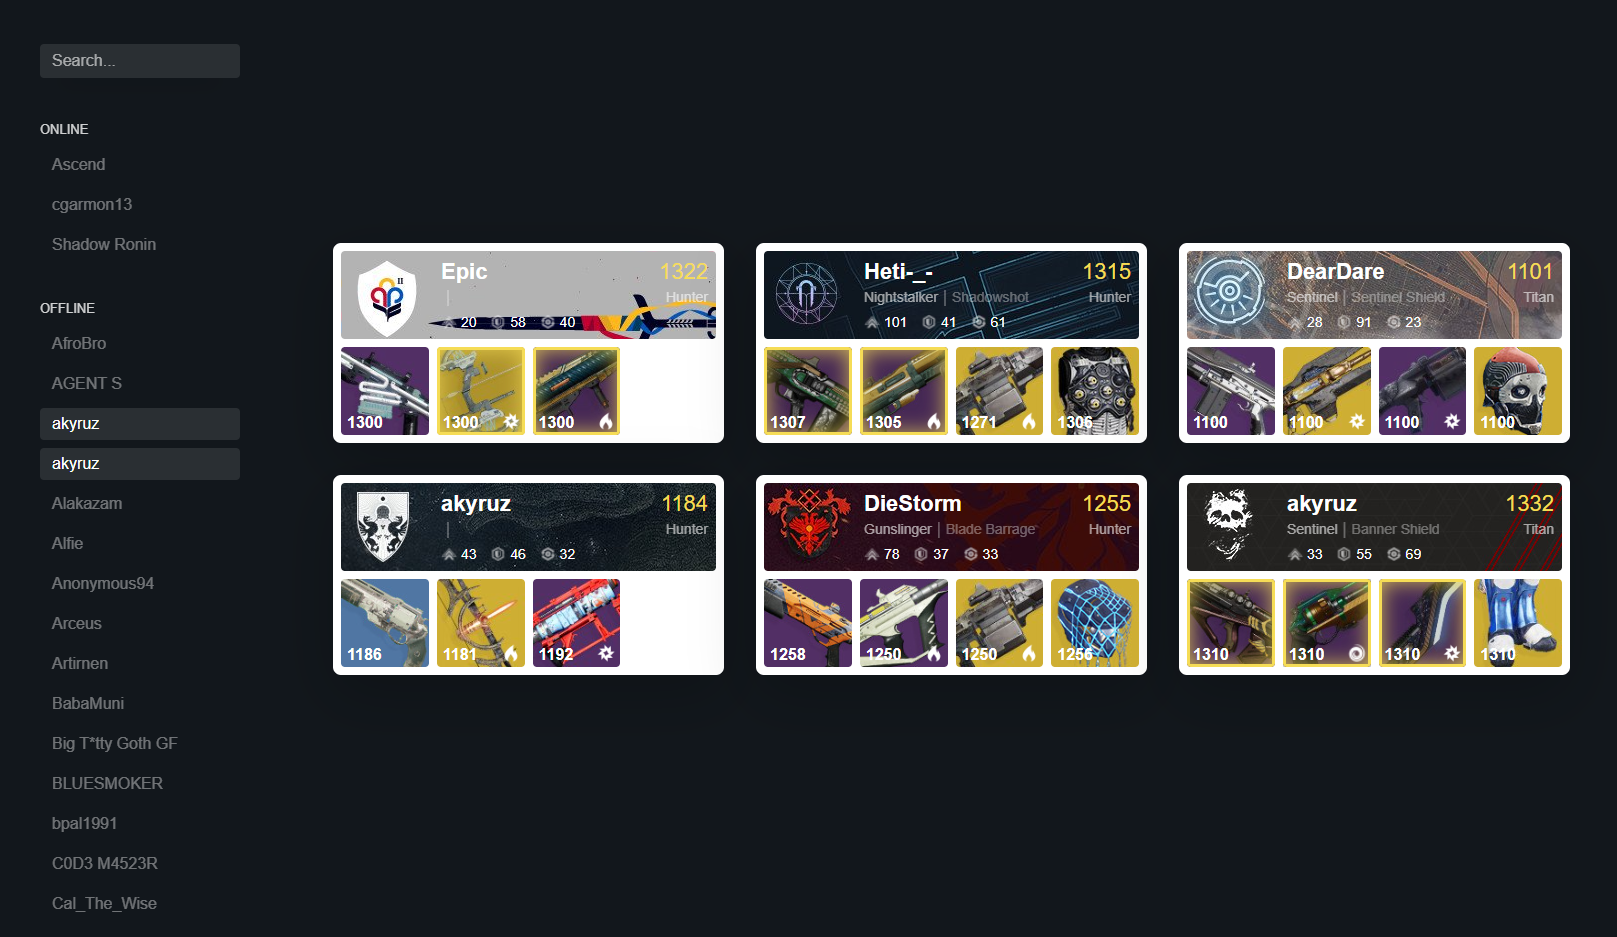 Search...
ONLINE
Ascend
cgarmon13
Shadow Ronin
OFFLINE
AfroBro
AGENT S
akyruz
akyruz
Alakazam
Alfie
Anonymous94
Arceus
Artirnen
BabaMuni
Big T*tty Goth GF
BLUESMOKER
bpal1991
C0D3 M4523R
Cal_The_Wise
II
Epic 1322
| Hunter
20 58 40
1300 1300 1300
Heti-_- 1315
Nightstalker | Shadowshot Hunter
101 41 61
1307 1305 1271 1306
DearDare 1101
Sentinel | Sentinel Shield Titan
28 91 23
1100 1100 1100 1100
akyruz 1184
| Hunter
43 46 32
1186 1181 1192
DieStorm 1255
Gunslinger | Blade Barrage Hunter
78 37 33
1258 1250 1250 1256
akyruz 1332
Sentinel | Banner Shield Titan
33 55 69
1310 1310 1310 1310